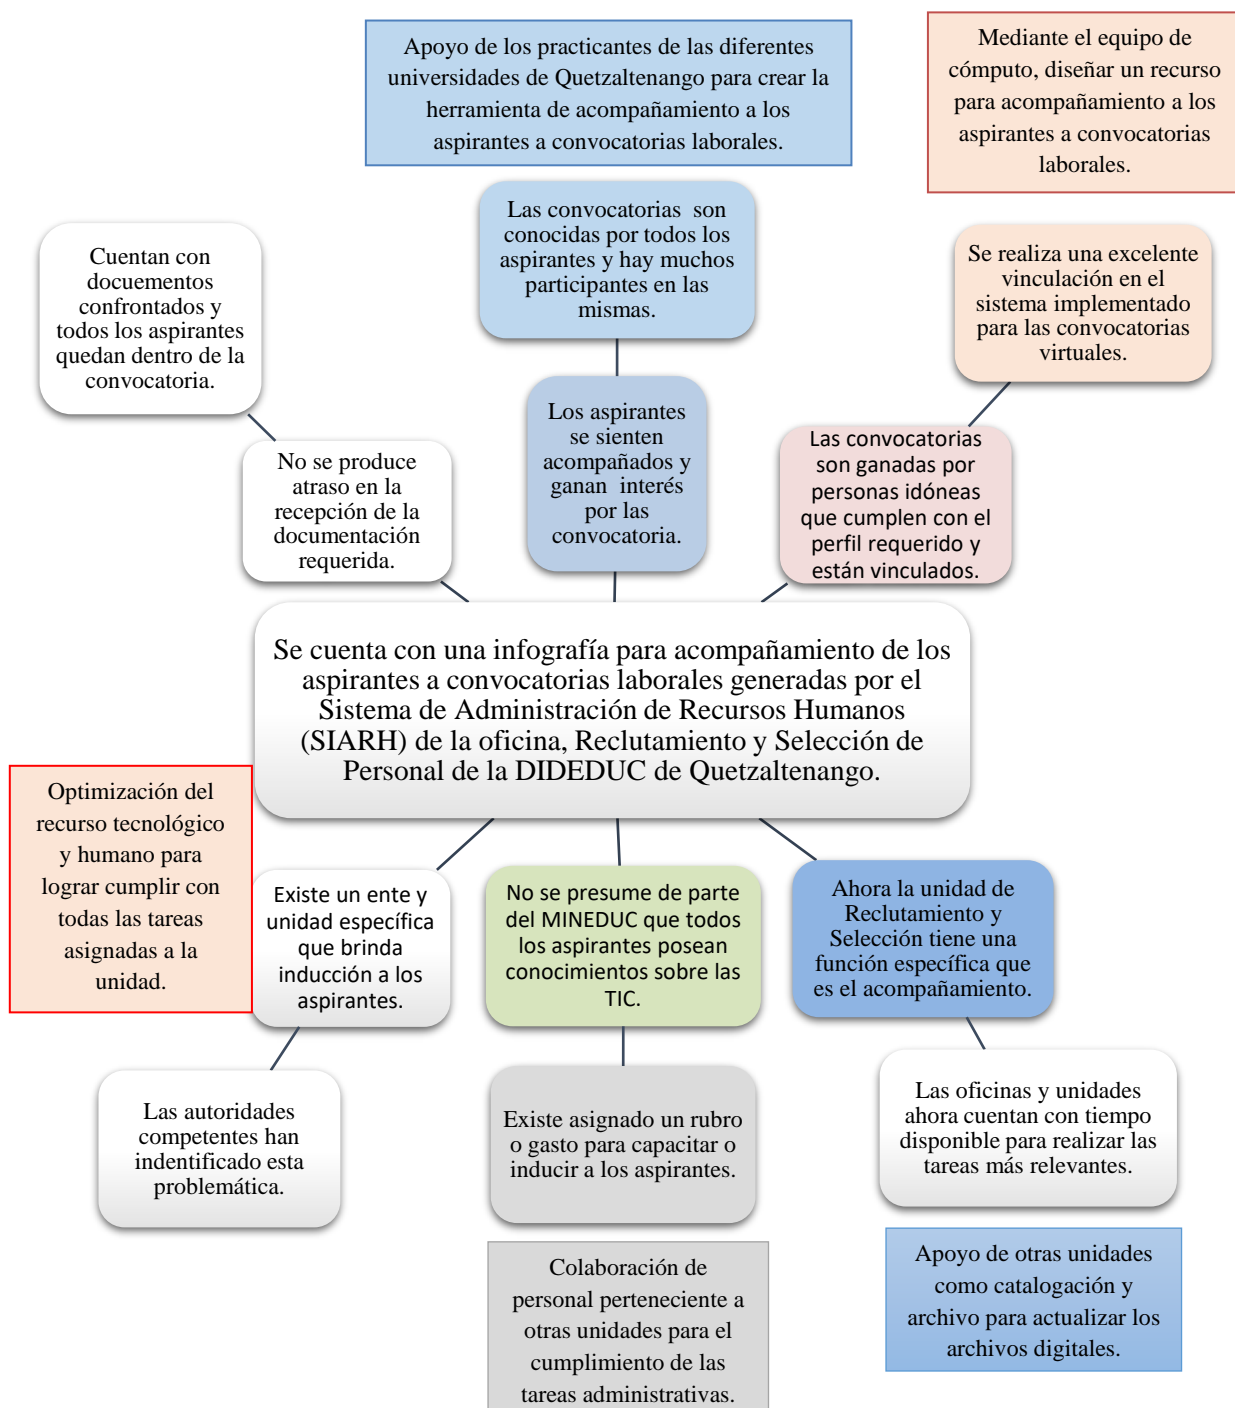 Apoyo de los practicantes de las diferentes
universidades de Quetzaltenango para crear la
herramienta de acompañamiento a los
aspirantes a convocatorias laborales.
Mediante el equipo de
cómputo, diseñar un recurso
para acompañamiento a los
aspirantes a convocatorias
laborales.
Las convocatorias  son
conocidas por todos los
aspirantes y hay muchos
participantes en las
mismas.
Cuentan con
docuementos
confrontados y
todos los aspirantes
quedan dentro de la
convocatoria.
Se realiza una excelente
vinculación en el
sistema implementado
para las convocatorias
virtuales.
Los aspirantes
se sienten
acompañados y
ganan  interés
por las
convocatoria.
No se produce
atraso en la
recepción de la
documentación
requerida.
Las convocatorias
son ganadas por
personas idóneas
que cumplen con el
perfil requerido y
están vinculados.
Se cuenta con una infografía para acompañamiento de los
aspirantes a convocatorias laborales generadas por el
Sistema de Administración de Recursos Humanos
(SIARH) de la oficina, Reclutamiento y Selección de
Personal de la DIDEDUC de Quetzaltenango.
Optimización del
recurso tecnológico
y humano para
lograr cumplir con
todas las tareas
asignadas a la
unidad.
Existe un ente y
unidad específica
que brinda
inducción a los
aspirantes.
No se presume de parte
del MINEDUC que todos
los aspirantes posean
conocimientos sobre las
TIC.
Ahora la unidad de
Reclutamiento y
Selección tiene una
función específica que
es el acompañamiento.
Las autoridades
competentes han
indentificado esta
problemática.
Existe asignado un rubro
o gasto para capacitar o
inducir a los aspirantes.
Las oficinas y unidades
ahora cuentan con tiempo
disponible para realizar las
tareas más relevantes.
Colaboración de
personal perteneciente a
otras unidades para el
cumplimiento de las
tareas administrativas.
Apoyo de otras unidades
como catalogación y
archivo para actualizar los
archivos digitales.